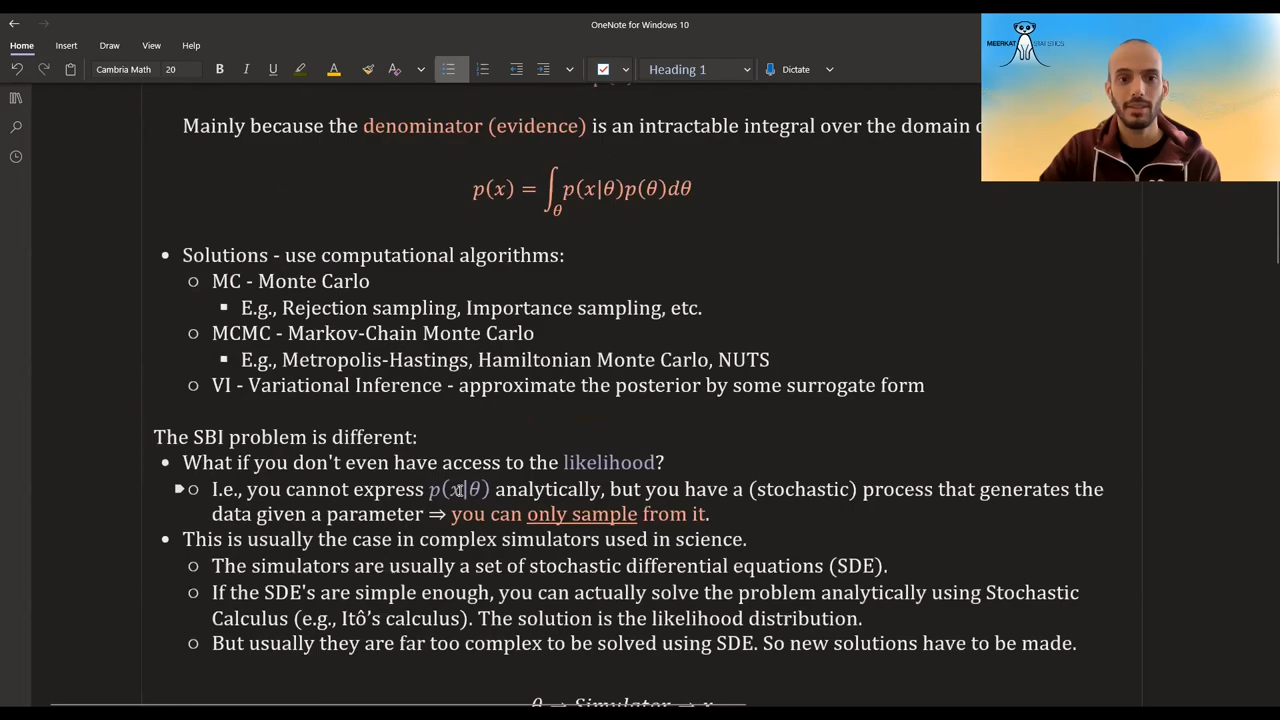 OneNote for Windows 10
Home Insert Draw View Help
Cambria Math 20 B I U A A Heading 1 Dictate
MEERKAT STATISTICS
Mainly because the denominator (evidence) is an intractable integral over the domain
p(x) = ∫θ p(x|θ)p(θ)dθ
• Solutions - use computational algorithms:
○ MC - Monte Carlo
▪ E.g., Rejection sampling, Importance sampling, etc.
○ MCMC - Markov-Chain Monte Carlo
▪ E.g., Metropolis-Hastings, Hamiltonian Monte Carlo, NUTS
○ VI - Variational Inference - approximate the posterior by some surrogate form
The SBI problem is different:
• What if you don't even have access to the likelihood?
○ I.e., you cannot express p(x|θ) analytically, but you have a (stochastic) process that generates the
data given a parameter ⇒ you can only sample from it.
• This is usually the case in complex simulators used in science.
○ The simulators are usually a set of stochastic differential equations (SDE).
○ If the SDE's are simple enough, you can actually solve the problem analytically using Stochastic
Calculus (e.g., Itô's calculus). The solution is the likelihood distribution.
○ But usually they are far too complex to be solved using SDE. So new solutions have to be made.
θ → Simulator → x